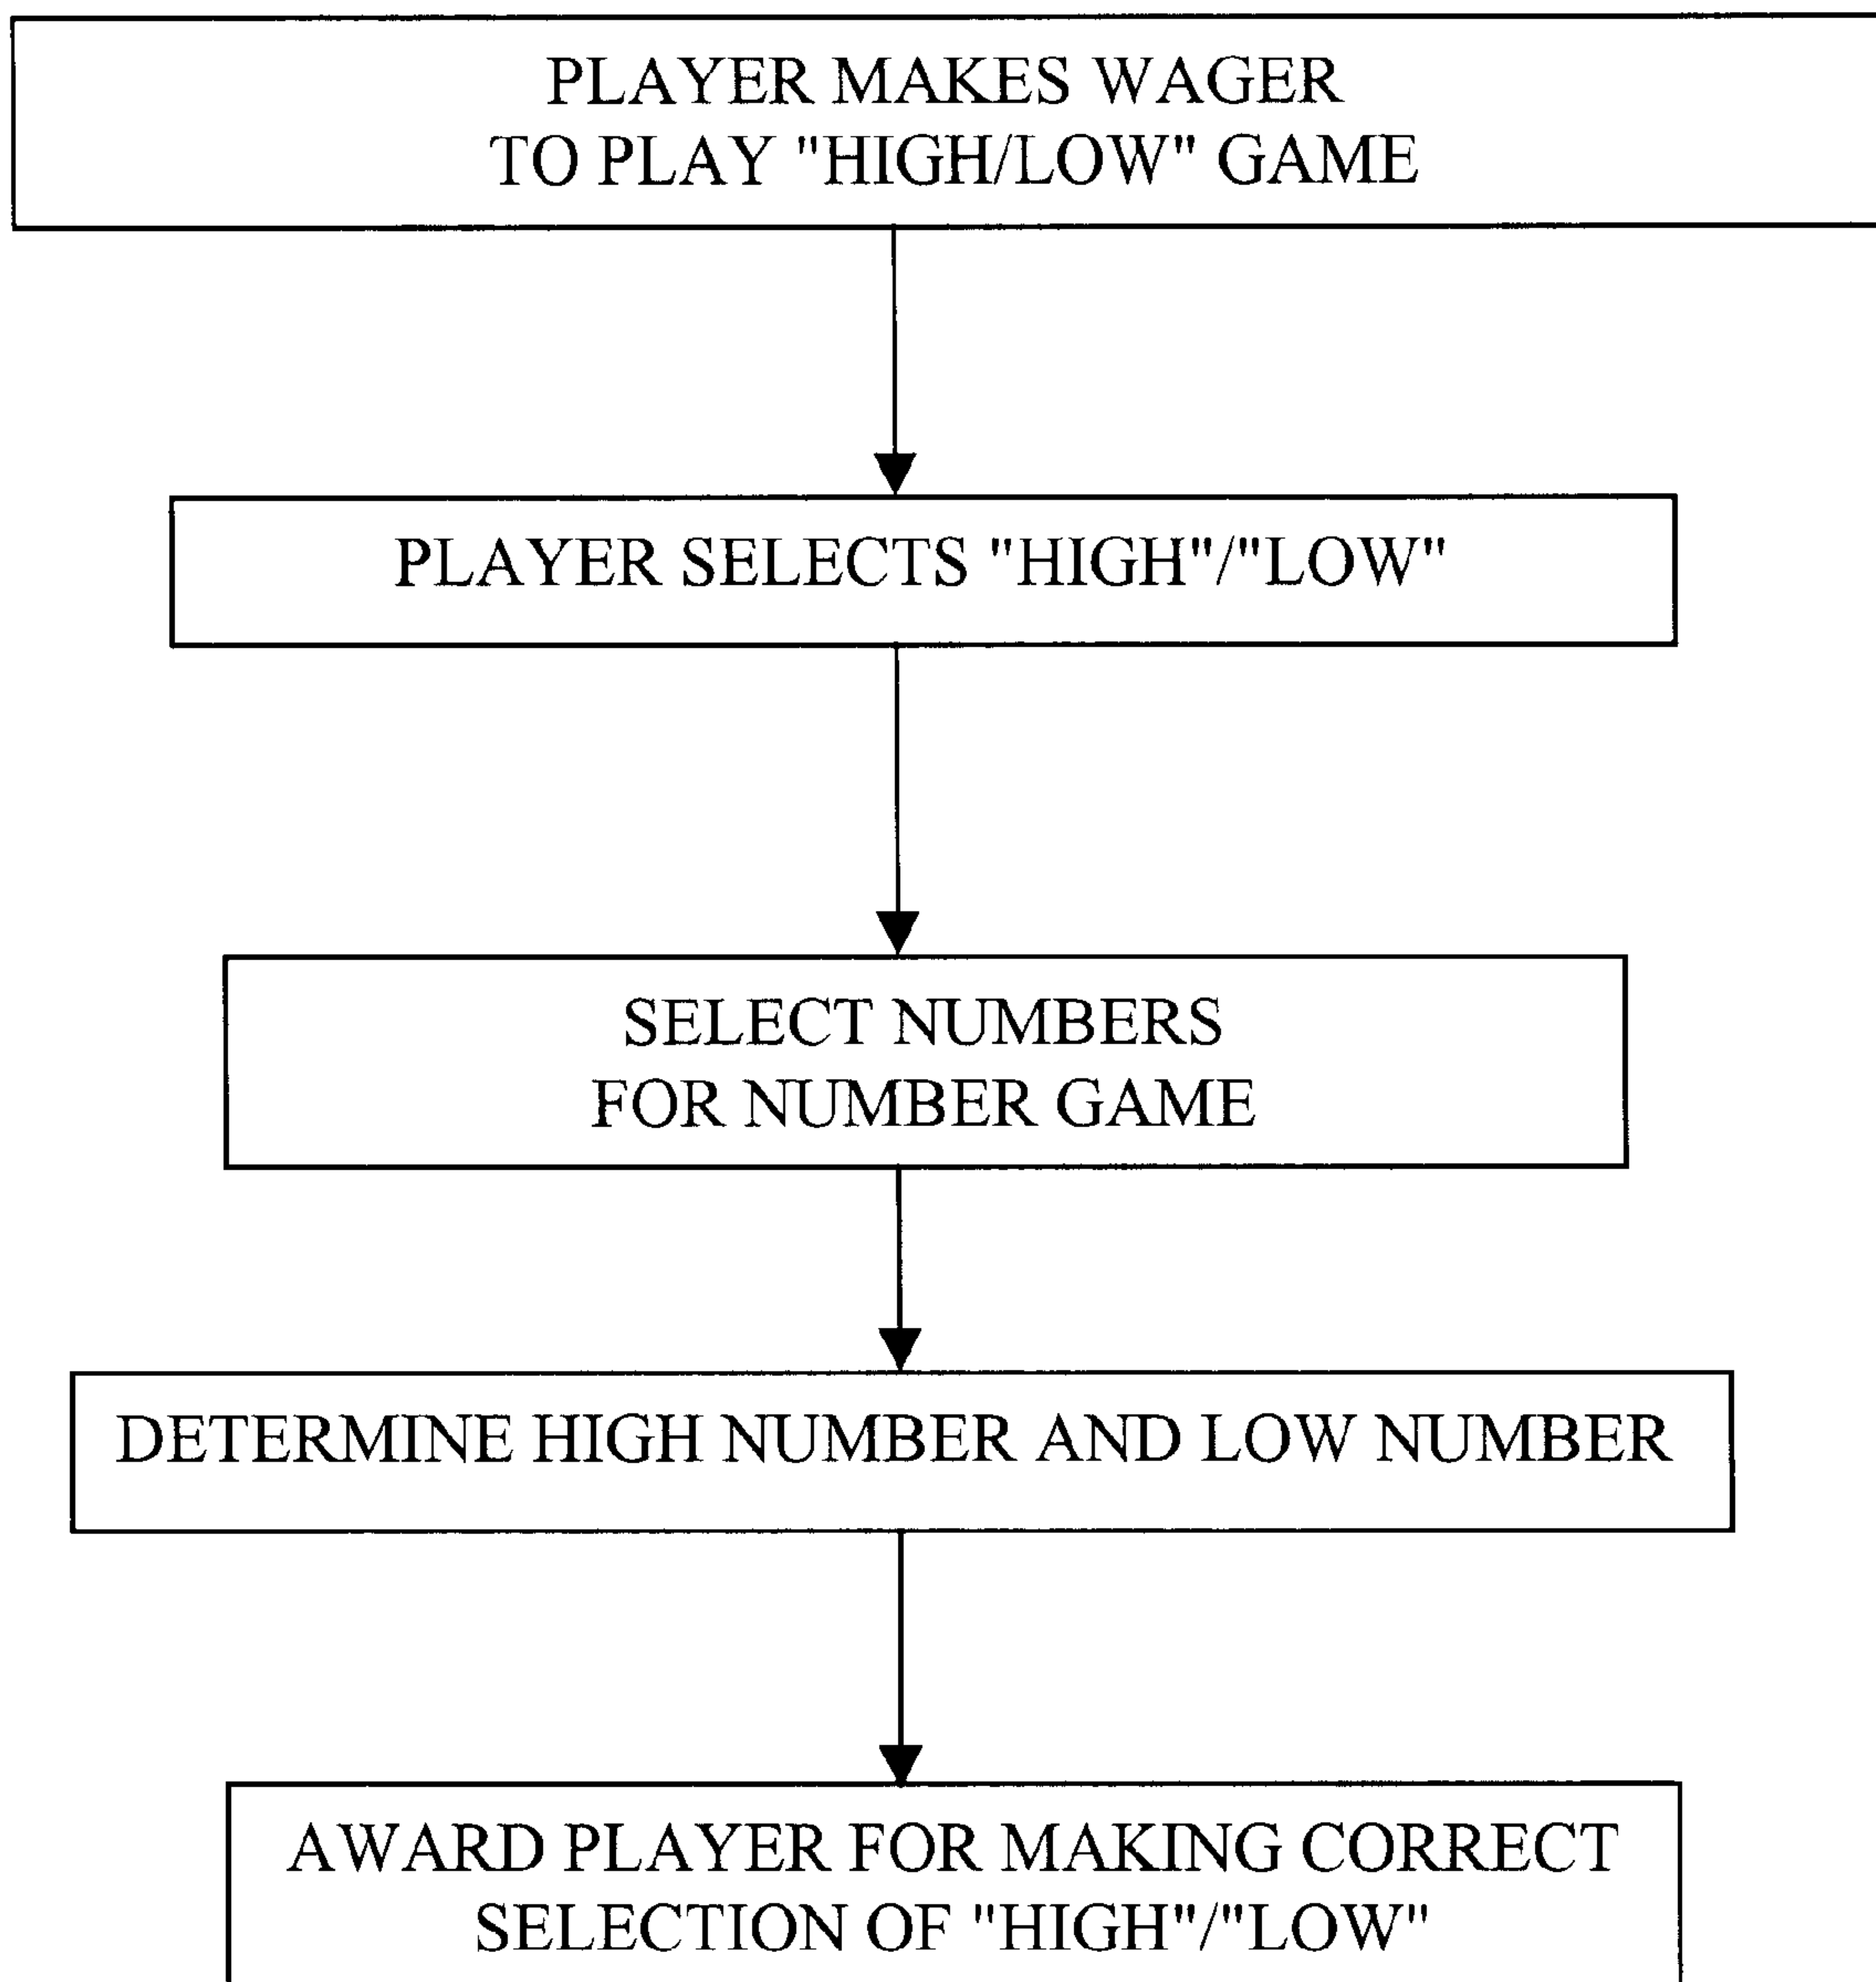 PLAYER MAKES WAGER
TO PLAY "HIGH/LOW" GAME
PLAYER SELECTS "HIGH"/"LOW"
SELECT NUMBERS
FOR NUMBER GAME
DETERMINE HIGH NUMBER AND LOW NUMBER
AWARD PLAYER FOR MAKING CORRECT
SELECTION OF "HIGH"/"LOW"